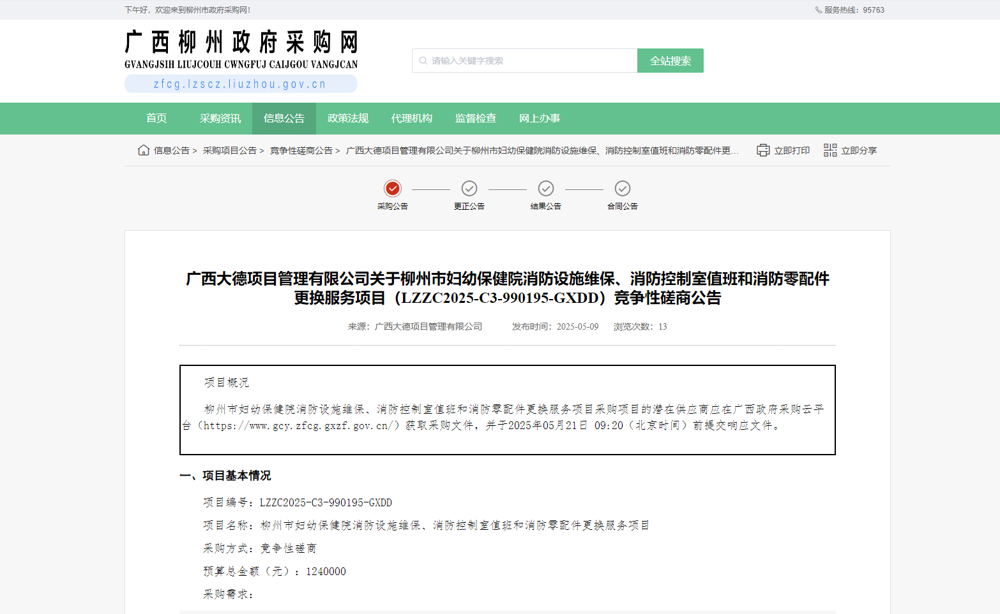 下午好，欢迎来到柳州市政府采购网！
服务热线：95763
广西柳州政府采购网
GVANGJSIH LIUJCOUH CWNGFUJ CAIJGOU VANGJCAN
zfcg.lzscz.liuzhou.gov.cn
请输入关键字搜索
全站搜索
首页 采购资讯 信息公告 政策法规 代理机构 监督检查 网上办事
信息公告 > 采购项目公告 > 竞争性磋商公告 > 广西大德项目管理有限公司关于柳州市妇幼保健院消防设施维保、消防控制室值班和消防零配件更... 立即打印 立即分享
采购公告 更正公告 结果公告 合同公告
广西大德项目管理有限公司关于柳州市妇幼保健院消防设施维保、消防控制室值班和消防零配件
更换服务项目（LZZC2025-C3-990195-GXDD）竞争性磋商公告
来源：广西大德项目管理有限公司 发布时间：2025-05-09 浏览次数：13
项目概况
柳州市妇幼保健院消防设施维保、消防控制室值班和消防零配件更换服务项目采购项目的潜在供应商应在广西政府采购云平
台（https://www.gcy.zfcg.gxzf.gov.cn/）获取采购文件，并于2025年05月21日 09:20（北京时间）前提交响应文件。
一、项目基本情况
项目编号：LZZC2025-C3-990195-GXDD
项目名称：柳州市妇幼保健院消防设施维保、消防控制室值班和消防零配件更换服务项目
采购方式：竞争性磋商
预算总金额（元）：1240000
采购需求：